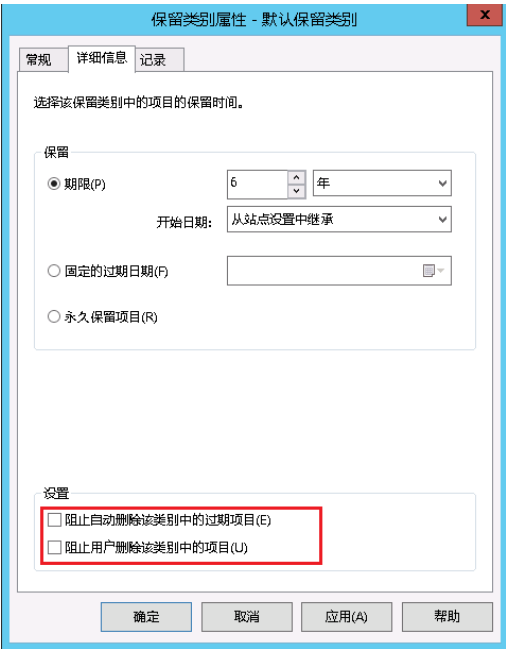 保留类别属性 - 默认保留类别
x
常规 详细信息 记录
选择该保留类别中的项目的保留时间。
保留
期限(P) 6 年
开始日期: 从站点设置中继承
固定的过期日期(F)
永久保留项目(R)
设置
阻止自动删除该类别中的过期项目(E)
阻止用户删除该类别中的项目(U)
确定 取消 应用(A) 帮助